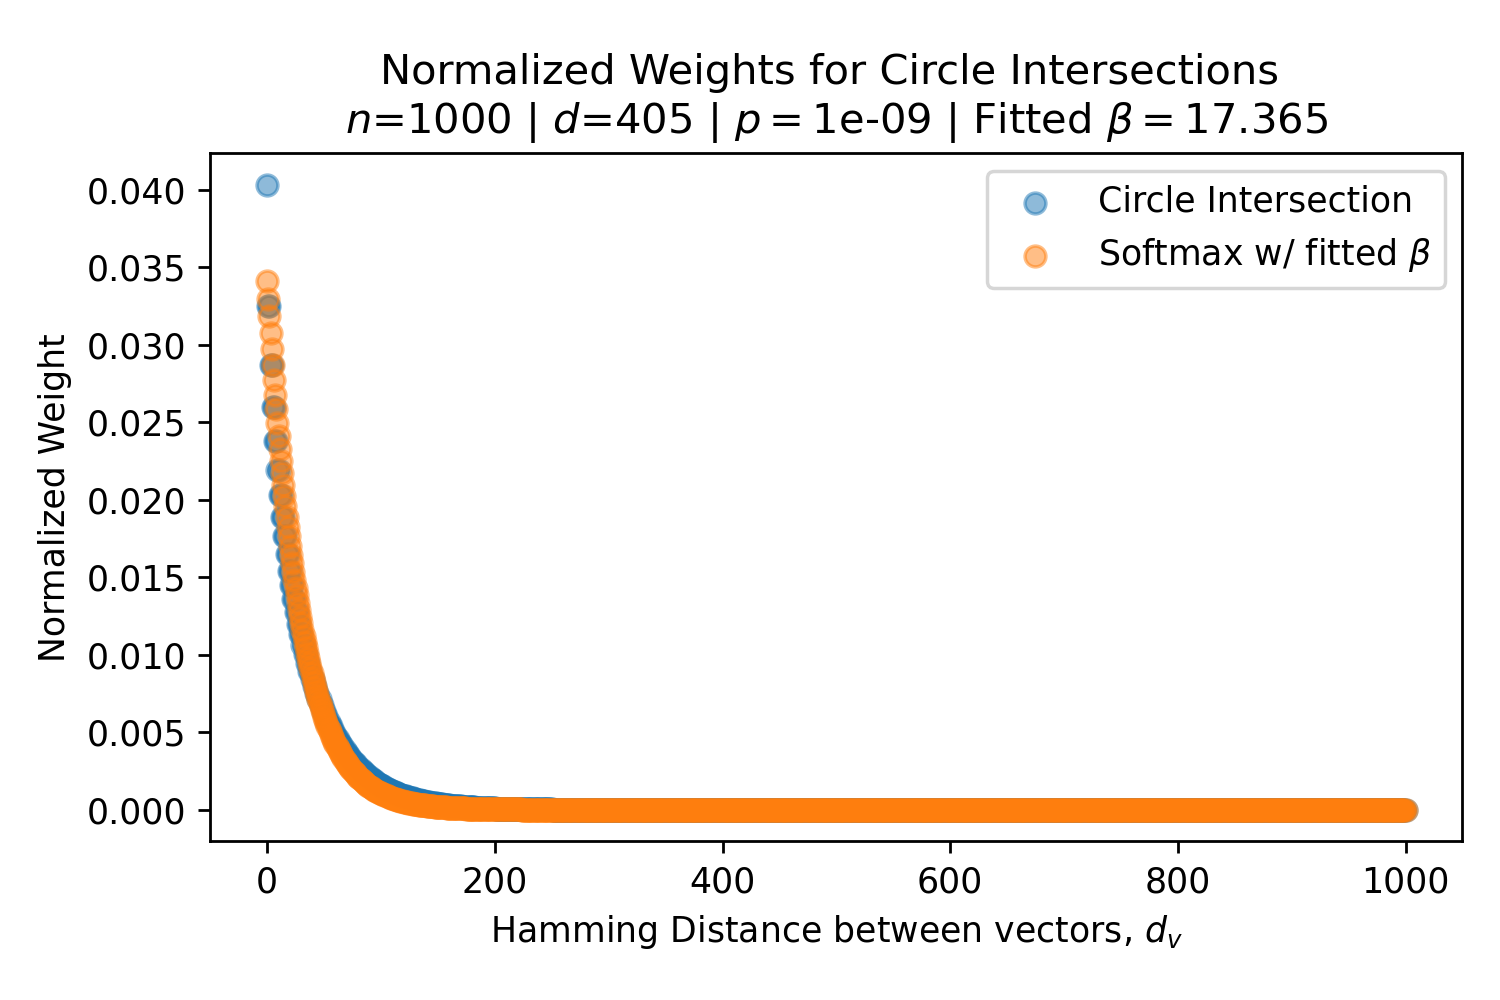 Normalized Weights for Circle Intersections
n=1000 | d=405 | p = 1e-09 | Fitted β = 17.365
Circle Intersection
Softmax w/ fitted β
Normalized Weight
0.040
0.035
0.030
0.025
0.020
0.015
0.010
0.005
0.000
0 200 400 600 800 1000
Hamming Distance between vectors, dᵥ